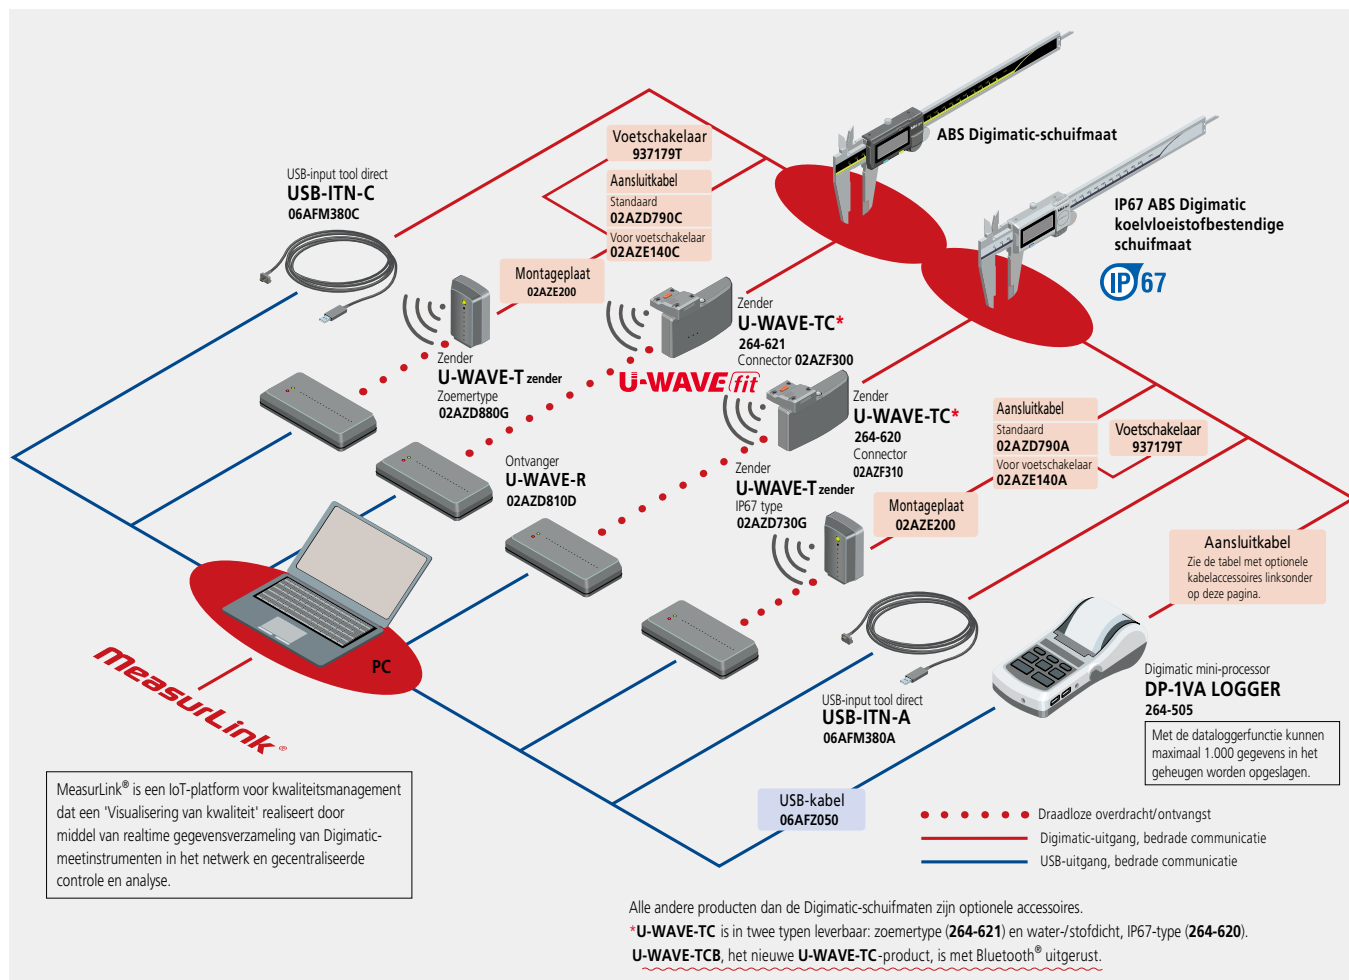 ABS Digimatic-schuifmaat
Voetschakelaar
937179T
USB-input tool direct
USB-ITN-C
06AFM380C
Aansluitkabel
Standaard
02AZD790C
Voor voetschakelaar
02AZE140C
IP67 ABS Digimatic
koelvloeistofbestendige
schuifmaat
IP67
Montageplaat
02AZE200
Zender
U-WAVE-TC*
264-621
Connector 02AZF300
Zender
U-WAVE-T zender
Zoemertype
02AZD880G
U-WAVE fit
Zender
U-WAVE-TC*
264-620
Connector
02AZF310
Aansluitkabel
Standaard
02AZD790A
Voor voetschakelaar
02AZE140A
Voetschakelaar
937179T
Ontvanger
U-WAVE-R
02AZD810D
Zender
U-WAVE-T zender
IP67 type
02AZD730G
Montageplaat
02AZE200
Aansluitkabel
Zie de tabel met optionele
kabelaccessoires linksonder
op deze pagina.
PC
MeasurLink®
USB-input tool direct
USB-ITN-A
06AFM380A
Digimatic mini-processor
DP-1VA LOGGER
264-505
Met de dataloggerfunctie kunnen
maximaal 1.000 gegevens in het
geheugen worden opgeslagen.
MeasurLink® is een IoT-platform voor kwaliteitsmanagement
dat een 'Visualisering van kwaliteit' realiseert door
middel van realtime gegevensverzameling van Digimatic-
meetinstrumenten in het netwerk en gecentraliseerde
controle en analyse.
USB-kabel
06AFZ050
Draadloze overdracht/ontvangst
Digimatic-uitgang, bedrade communicatie
USB-uitgang, bedrade communicatie
Alle andere producten dan de Digimatic-schuifmaten zijn optionele accessoires.
*U-WAVE-TC is in twee typen leverbaar: zoemertype (264-621) en water-/stofdicht, IP67-type (264-620).
U-WAVE-TCB, het nieuwe U-WAVE-TC-product, is met Bluetooth® uitgerust.